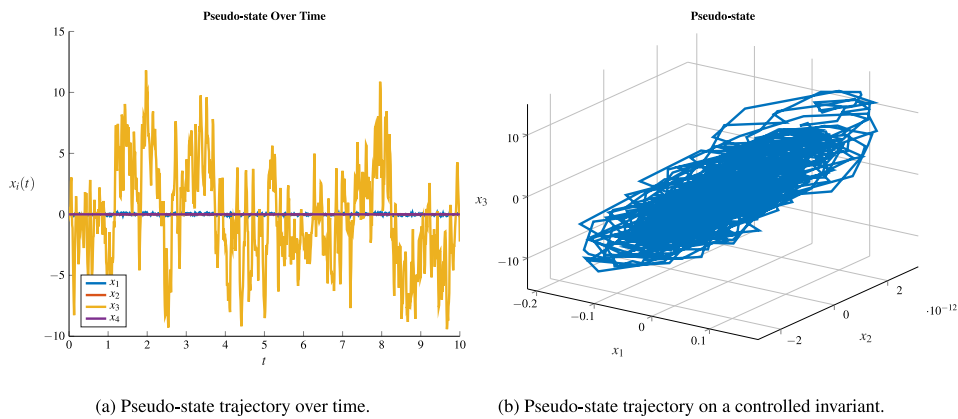 Pseudo-state Over Time
15
10
5
0
−5
−10
x_i(t)
x_1
x_2
x_3
x_4
0 1 2 3 4 5 6 7 8 9 10
t
(a) Pseudo-state trajectory over time.
Pseudo-state
10
0
−10
x_3
−0.2 −0.1 0 0.1
x_1
−2 0 2
x_2
·10^{-12}
(b) Pseudo-state trajectory on a controlled invariant.